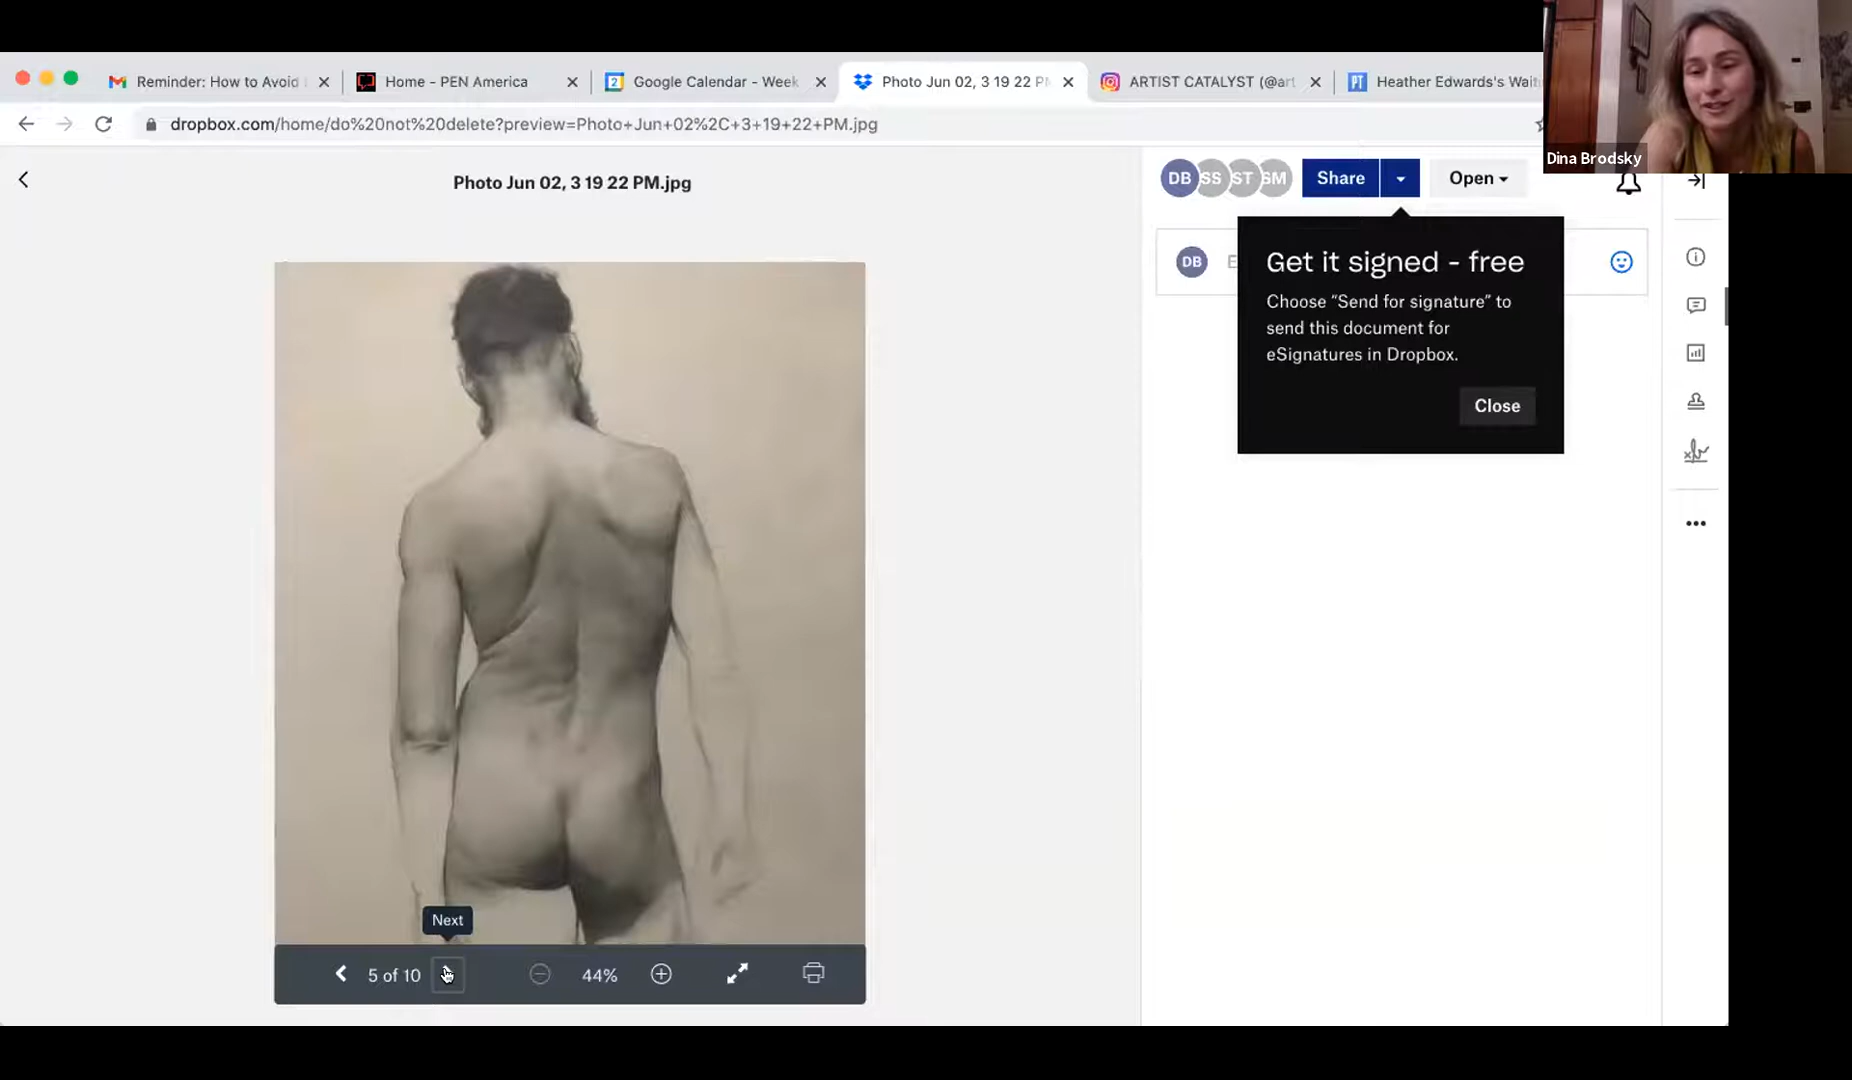 Reminder: How to Avoid
Home - PEN America
Google Calendar - Week
Photo Jun 02, 3 19 22 P
ARTIST CATALYST (@art
Heather Edwards's Wait
dropbox.com/home/do%20not%20delete?preview=Photo+Jun+02%2C+3+19+22+PM.jpg
Dina Brodsky
Photo Jun 02, 3 19 22 PM.jpg
DB SS ST SM Share Open
DB E
Get it signed - free
Choose “Send for signature” to
send this document for
eSignatures in Dropbox.
Close
Next
5 of 10 44%